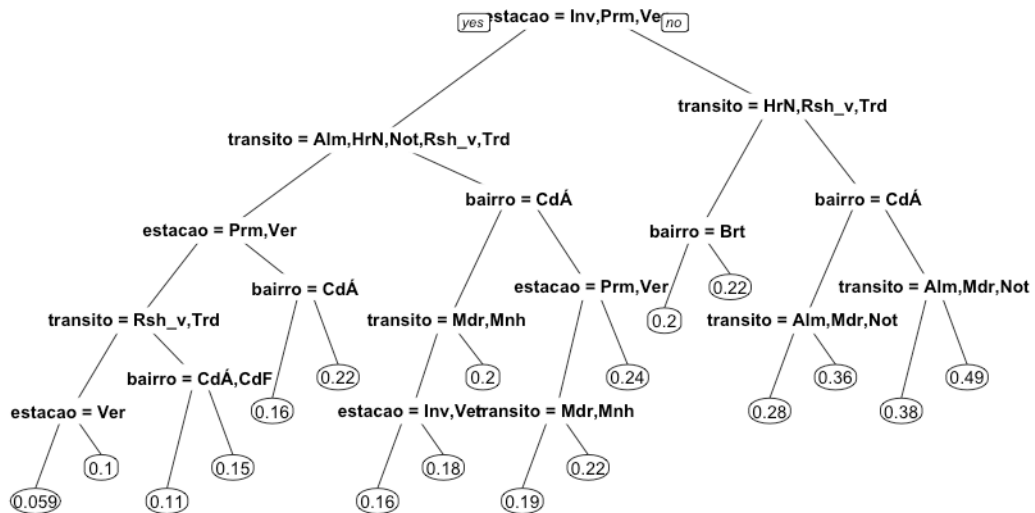 estacao = Inv,Prm,Ver
yes
no
transito = HrN,Rsh_v,Trd
transito = Alm,HrN,Not,Rsh_v,Trd
bairro = CdÁ
bairro = CdÁ
estacao = Prm,Ver
bairro = Brt
bairro = CdÁ
estacao = Prm,Ver
0.22
transito = Alm,Mdr,Not
transito = Rsh_v,Trd
transito = Mdr,Mnh
0.2
transito = Alm,Mdr,Not
bairro = CdÁ,CdF
0.22
0.2
0.24
0.36
0.49
estacao = Ver
0.16
estacao = Inv,Ver
transito = Mdr,Mnh
0.28
0.38
0.1
0.15
0.18
0.22
0.059
0.11
0.16
0.19